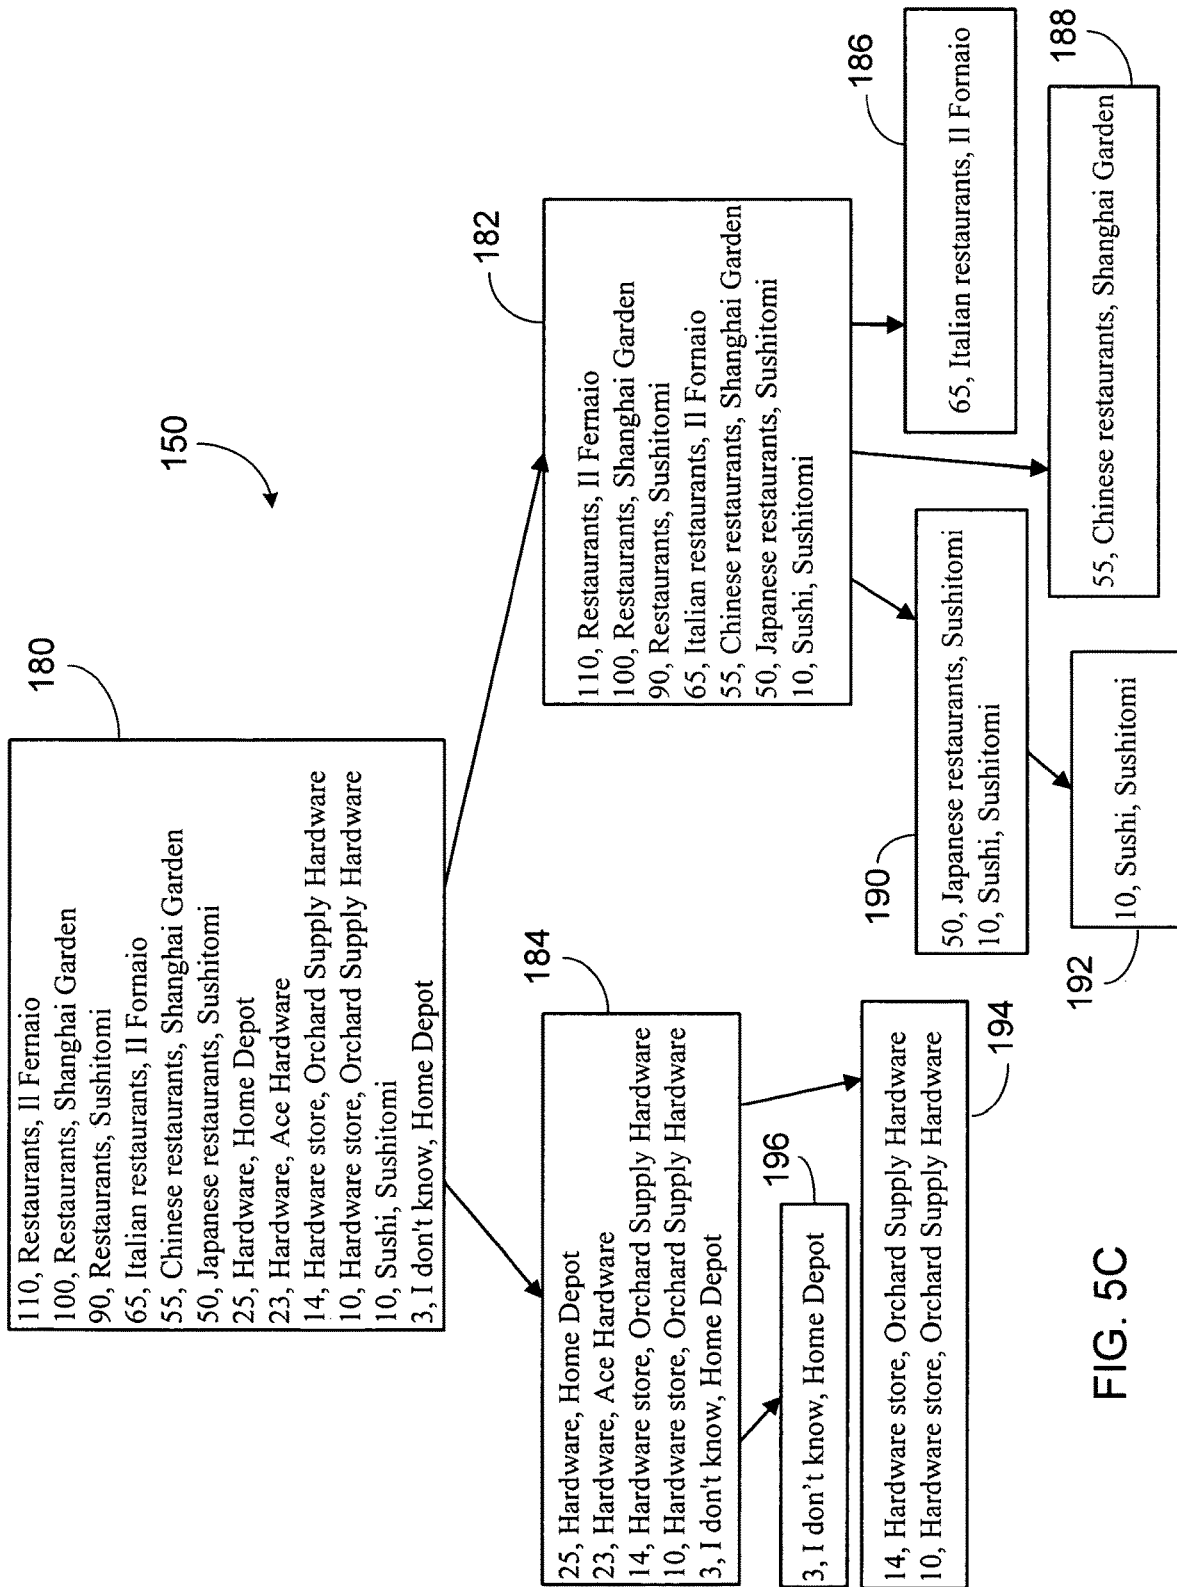 150
180
110, Restaurants, Il Fernaio
100, Restaurants, Shanghai Garden
90, Restaurants, Sushitomi
65, Italian restaurants, Il Fornaio
55, Chinese restaurants, Shanghai Garden
50, Japanese restaurants, Sushitomi
25, Hardware, Home Depot
23, Hardware, Ace Hardware
14, Hardware store, Orchard Supply Hardware
10, Hardware store, Orchard Supply Hardware
10, Sushi, Sushitomi
3, I don't know, Home Depot
184
25, Hardware, Home Depot
23, Hardware, Ace Hardware
14, Hardware store, Orchard Supply Hardware
10, Hardware store, Orchard Supply Hardware
3, I don't know, Home Depot
182
110, Restaurants, Il Fernaio
100, Restaurants, Shanghai Garden
90, Restaurants, Sushitomi
65, Italian restaurants, Il Fornaio
55, Chinese restaurants, Shanghai Garden
50, Japanese restaurants, Sushitomi
10, Sushi, Sushitomi
196
3, I don’t know, Home Depot
14, Hardware store, Orchard Supply Hardware
10, Hardware store, Orchard Supply Hardware
194
190
50, Japanese restaurants, Sushitomi
10, Sushi, Sushitomi
186
65, Italian restaurants, Il Fornaio
192
10, Sushi, Sushitomi
188
55, Chinese restaurants, Shanghai Garden
FIG. 5C